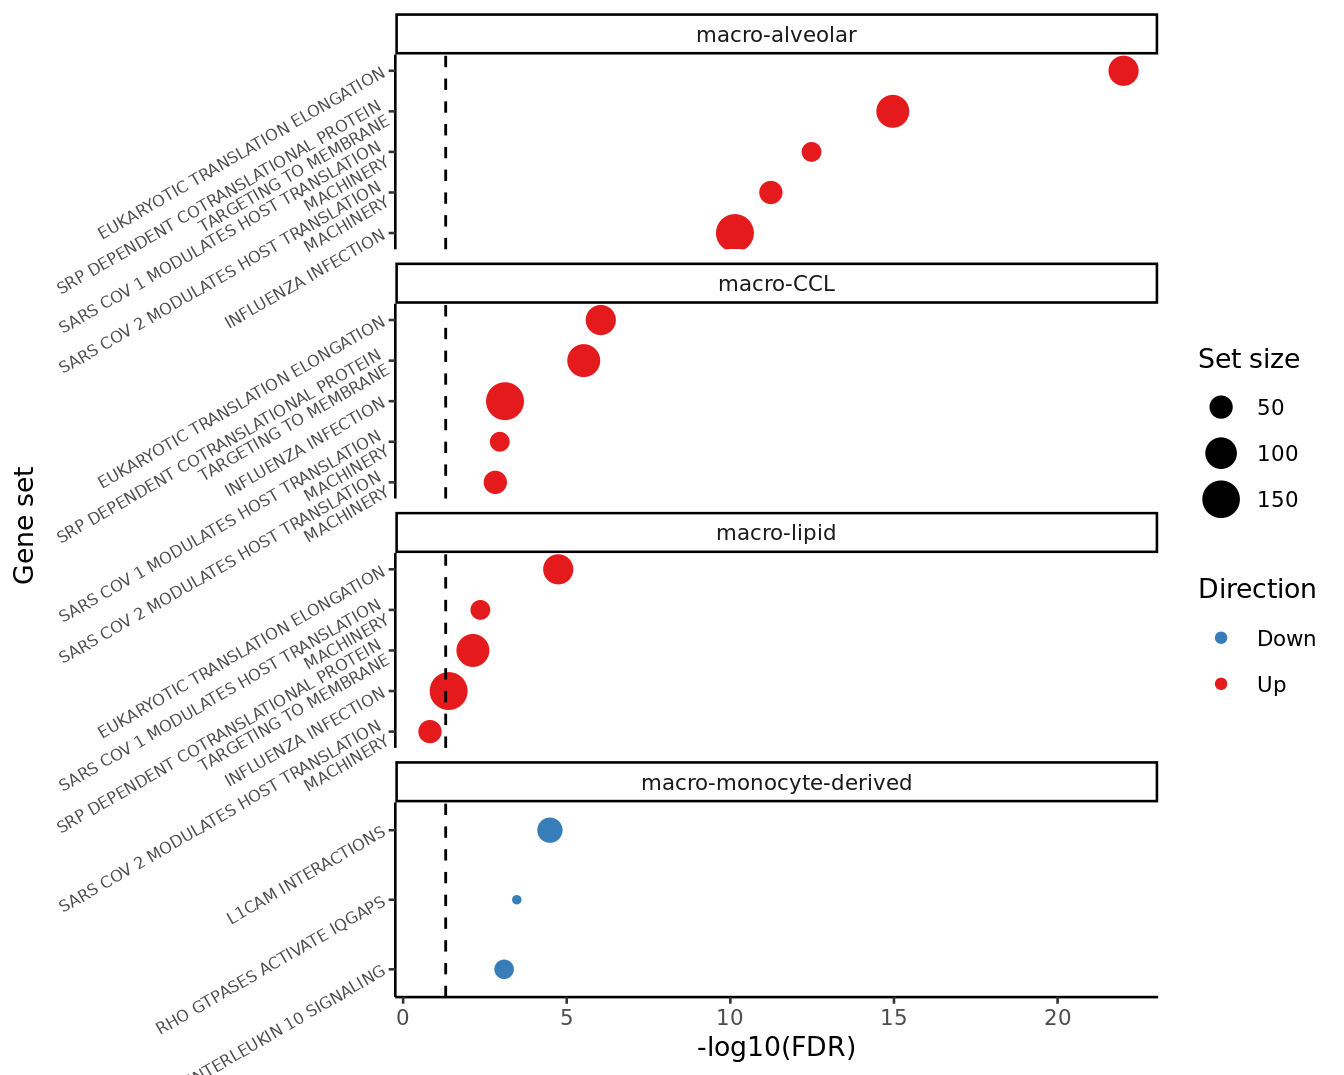 macro-alveolar
EUKARYOTIC TRANSLATION ELONGATION
SRP DEPENDENT COTRANSLATIONAL PROTEIN
TARGETING TO MEMBRANE
SARS COV 1 MODULATES HOST TRANSLATION
MACHINERY
SARS COV 2 MODULATES HOST TRANSLATION
MACHINERY
INFLUENZA INFECTION
macro-CCL
EUKARYOTIC TRANSLATION ELONGATION
SRP DEPENDENT COTRANSLATIONAL PROTEIN
TARGETING TO MEMBRANE
INFLUENZA INFECTION
SARS COV 1 MODULATES HOST TRANSLATION
MACHINERY
SARS COV 2 MODULATES HOST TRANSLATION
MACHINERY
macro-lipid
EUKARYOTIC TRANSLATION ELONGATION
SARS COV 1 MODULATES HOST TRANSLATION
MACHINERY
SRP DEPENDENT COTRANSLATIONAL PROTEIN
TARGETING TO MEMBRANE
INFLUENZA INFECTION
SARS COV 2 MODULATES HOST TRANSLATION
MACHINERY
macro-monocyte-derived
L1CAM INTERACTIONS
RHO GTPASES ACTIVATE IQGAPS
10 SIGNALING
0 5 10 15 20
-log10(FDR)
Gene set
Set size
50
100
150
Direction
Down
Up